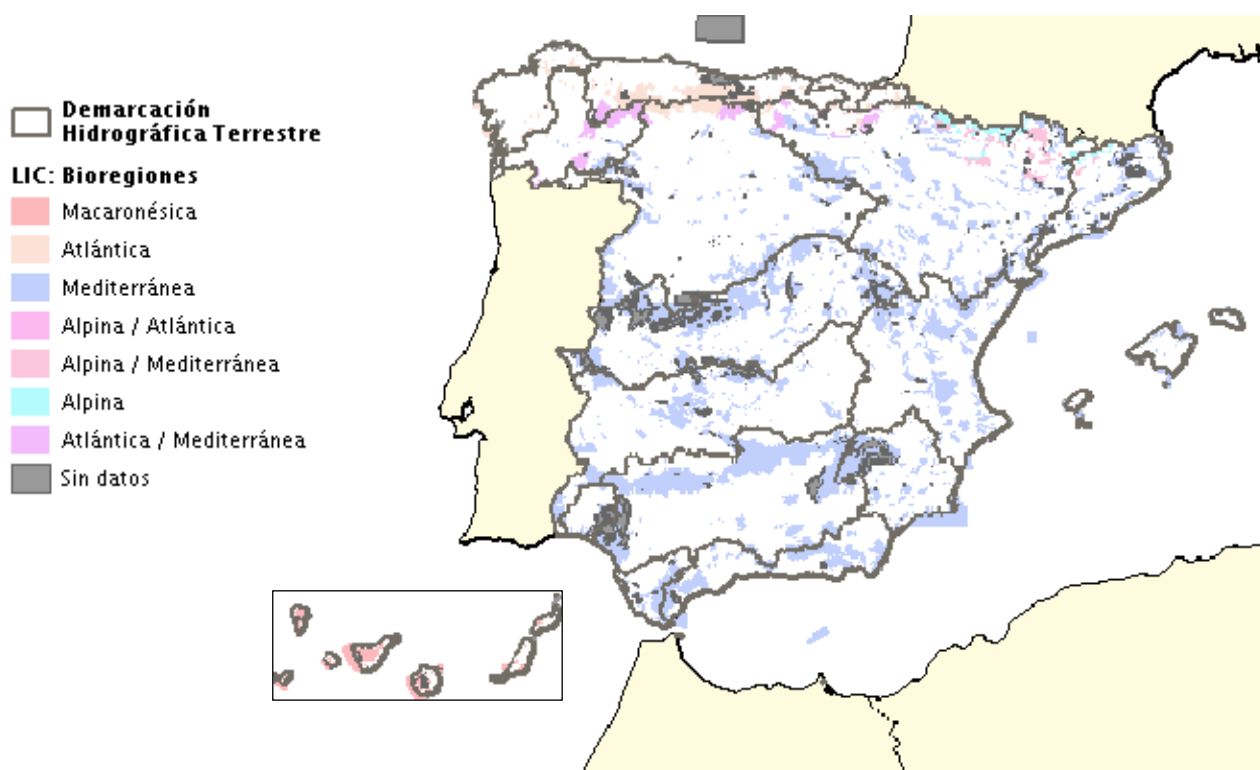 Demarcación
Hidrográfica Terrestre
LIC: Bioregiones
Macaronésica
Atlántica
Mediterránea
Alpina / Atlántica
Alpina / Mediterránea
Alpina
Atlántica / Mediterránea
Sin datos